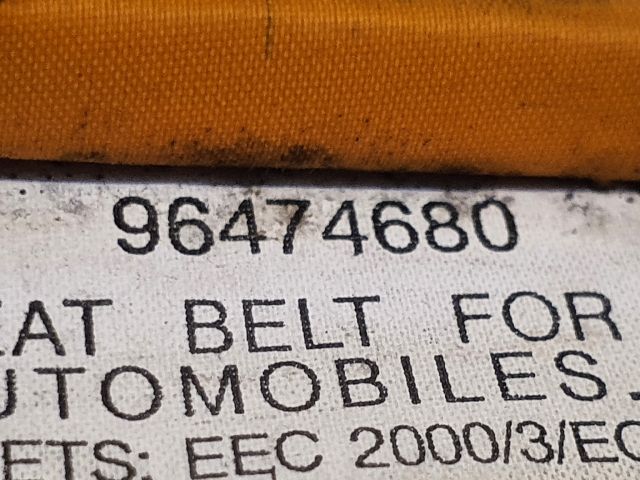 96474680
EAT BELT FOR
UTOMOBILES.
ETS: EEC 2000/3/EC